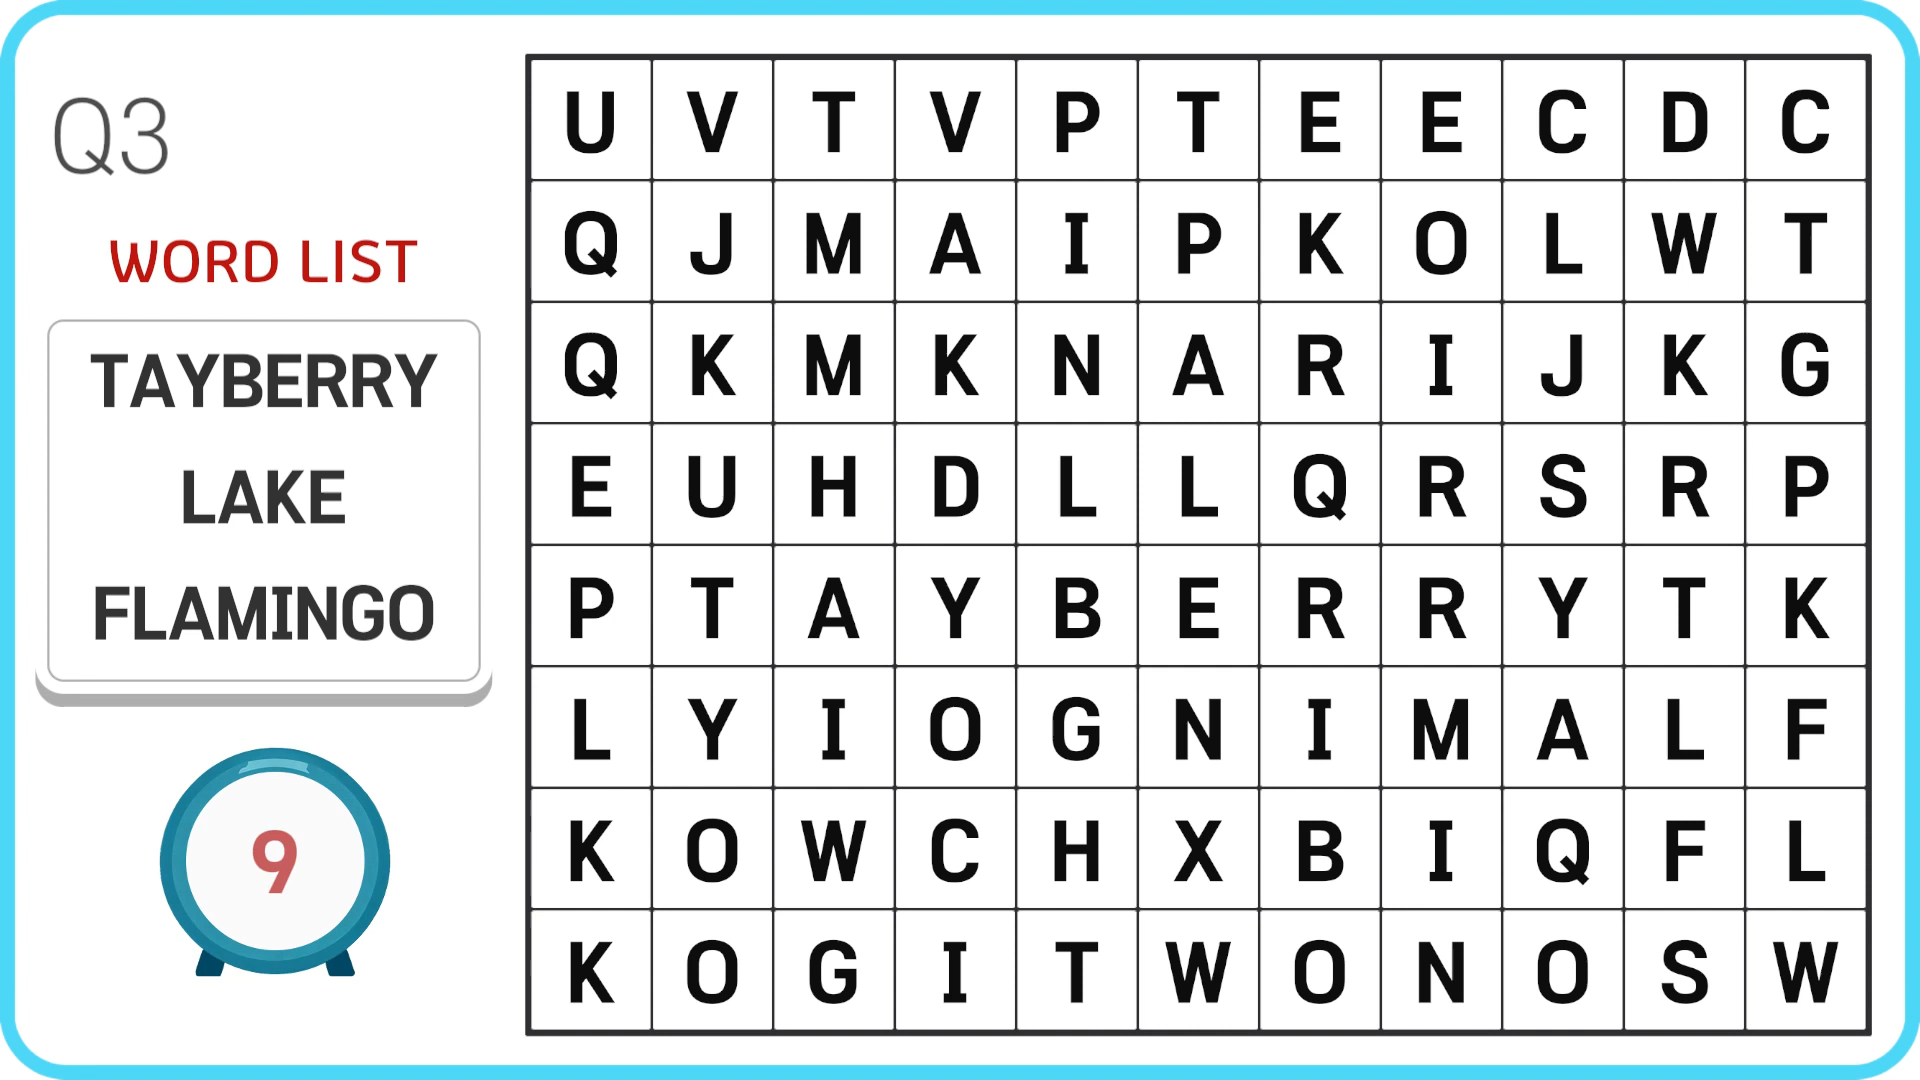 Q3
WORD LIST
TAYBERRY
LAKE
FLAMINGO
9
U V T V P T E E C D C
Q J M A I P K O L W T
Q K M K N A R I J K G
E U H D L L Q R S R P
P T A Y B E R R Y T K
L Y I O G N I M A L F
K O W C H X B I Q F L
K O G I T W O N O S W